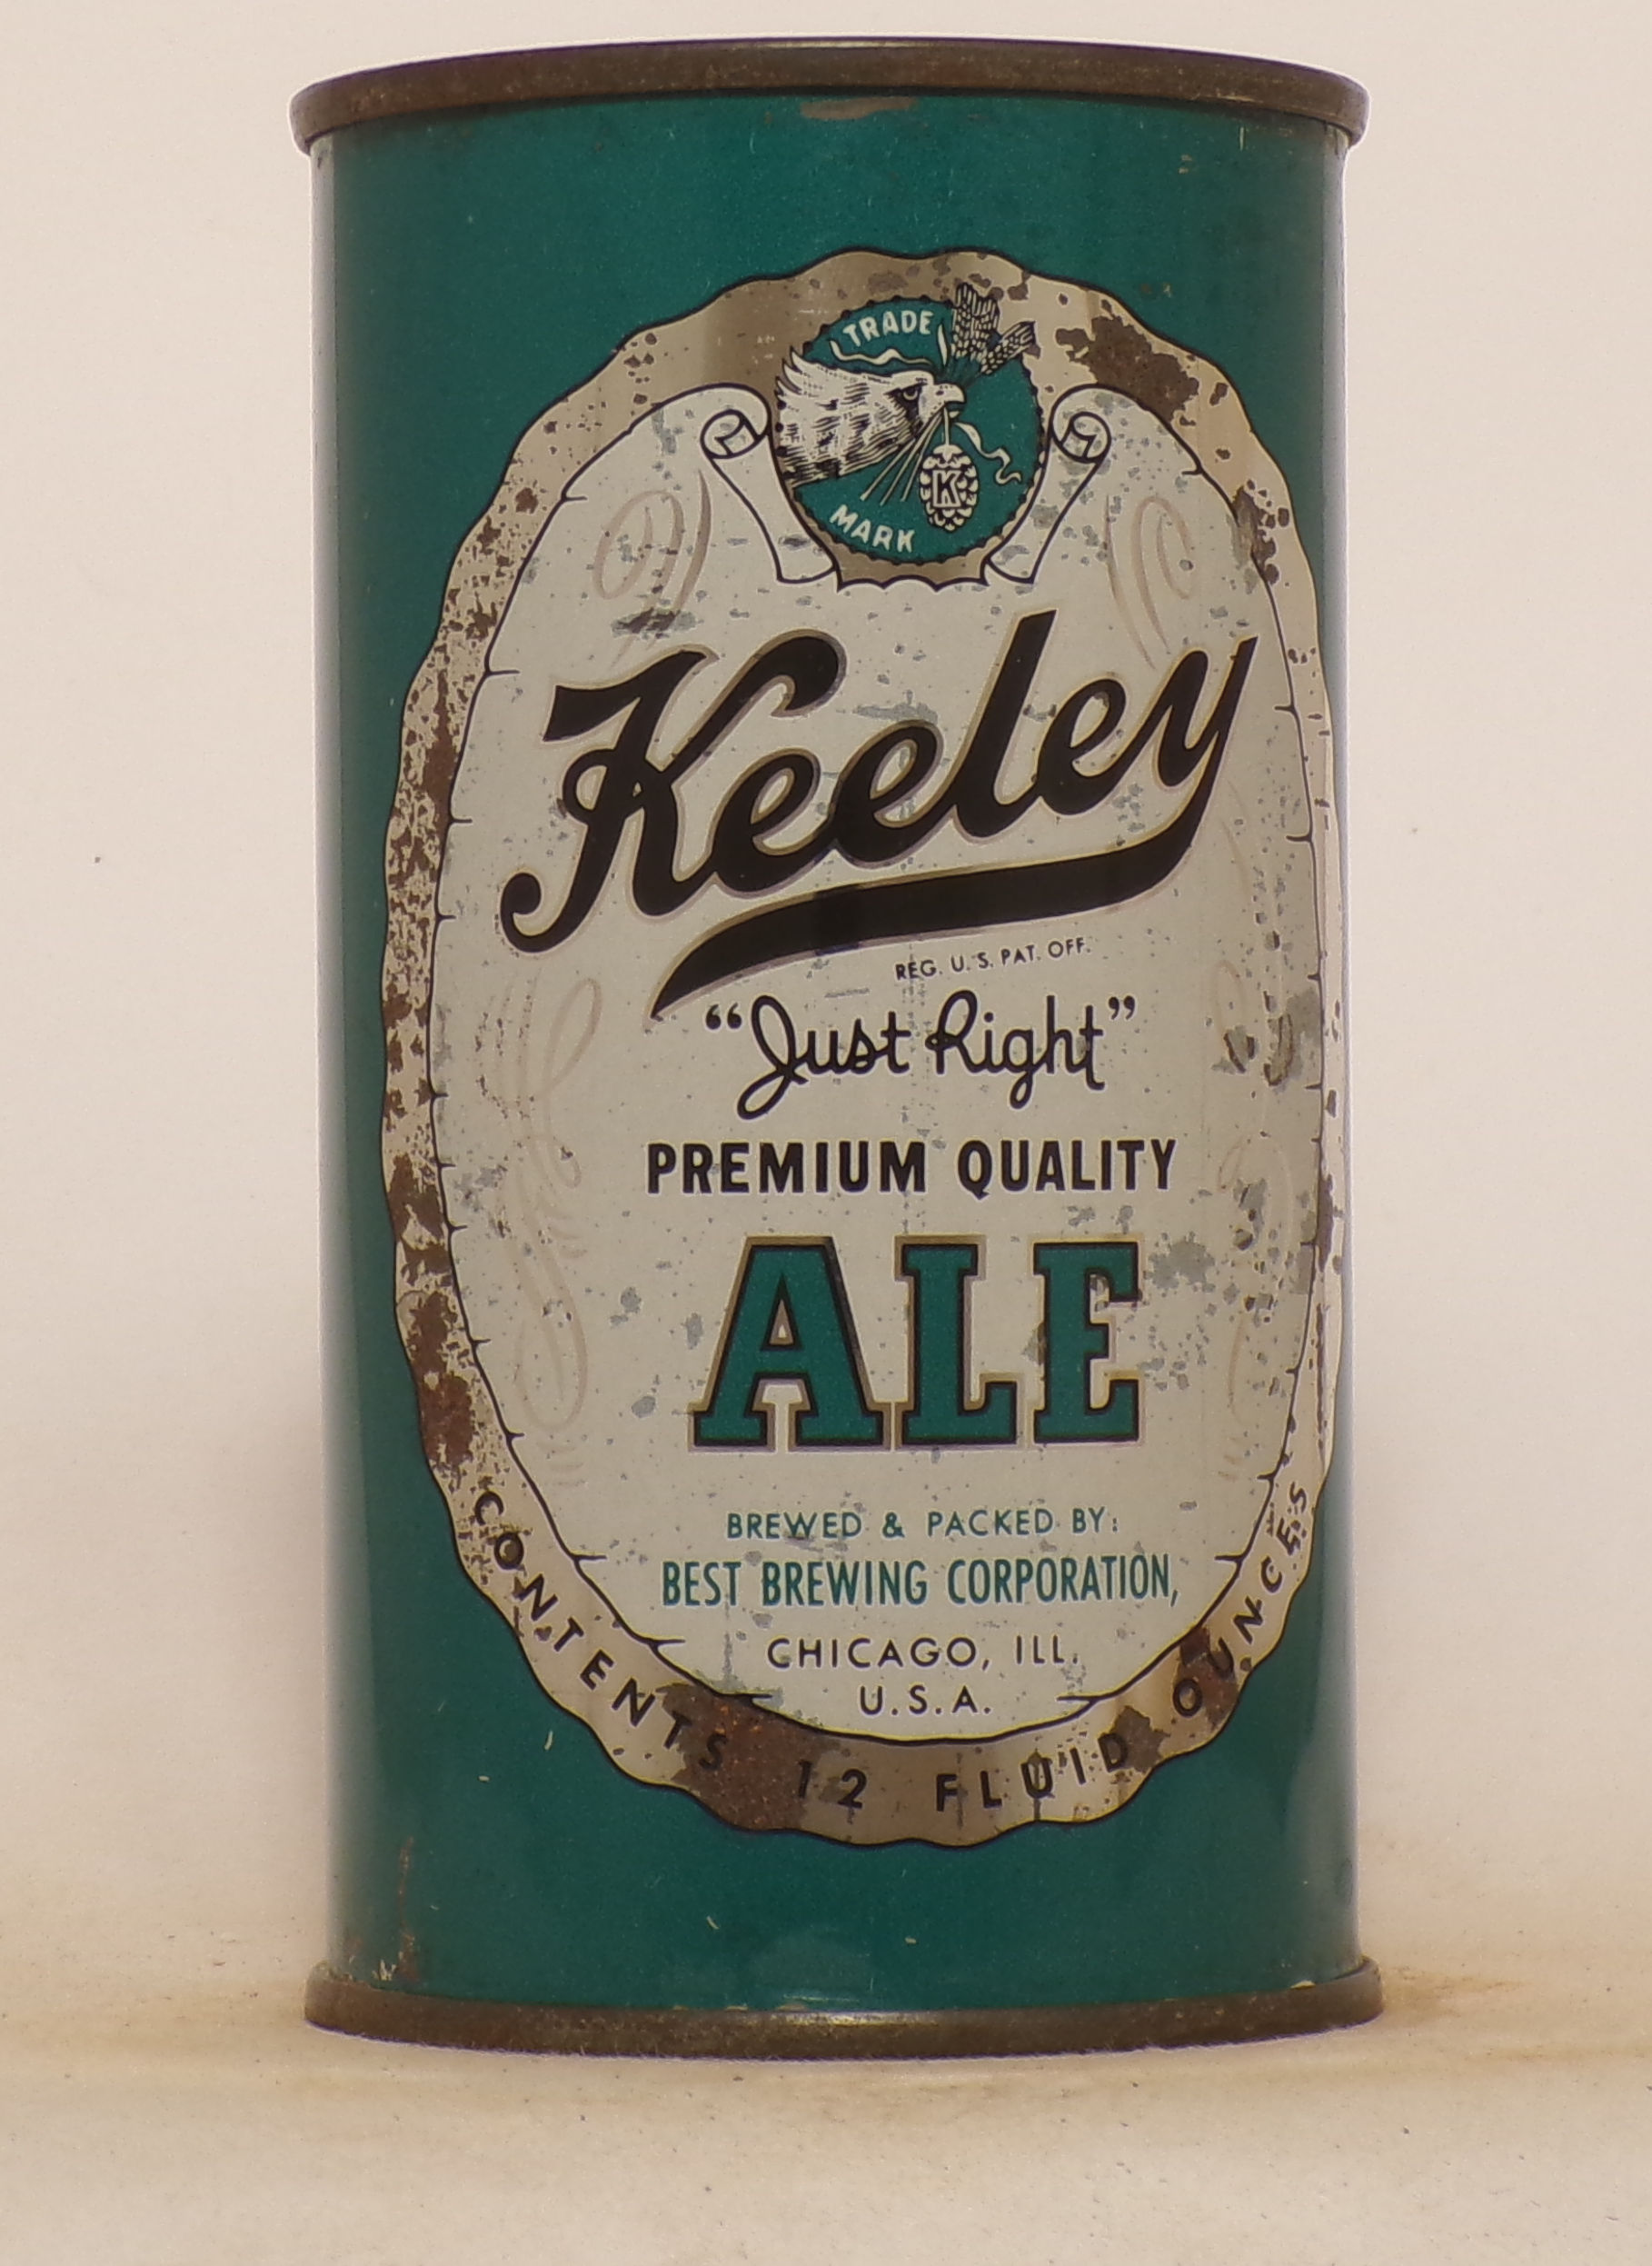 TRADE
K
MARK
Keeley
REG. U.S. PAT. OFF.
“Just Right”
PREMIUM QUALITY
ALE
BREWED & PACKED BY:
BEST BREWING CORPORATION,
CHICAGO, ILL.
U.S.A.
CONTENTS 12 FLUID OUNCES